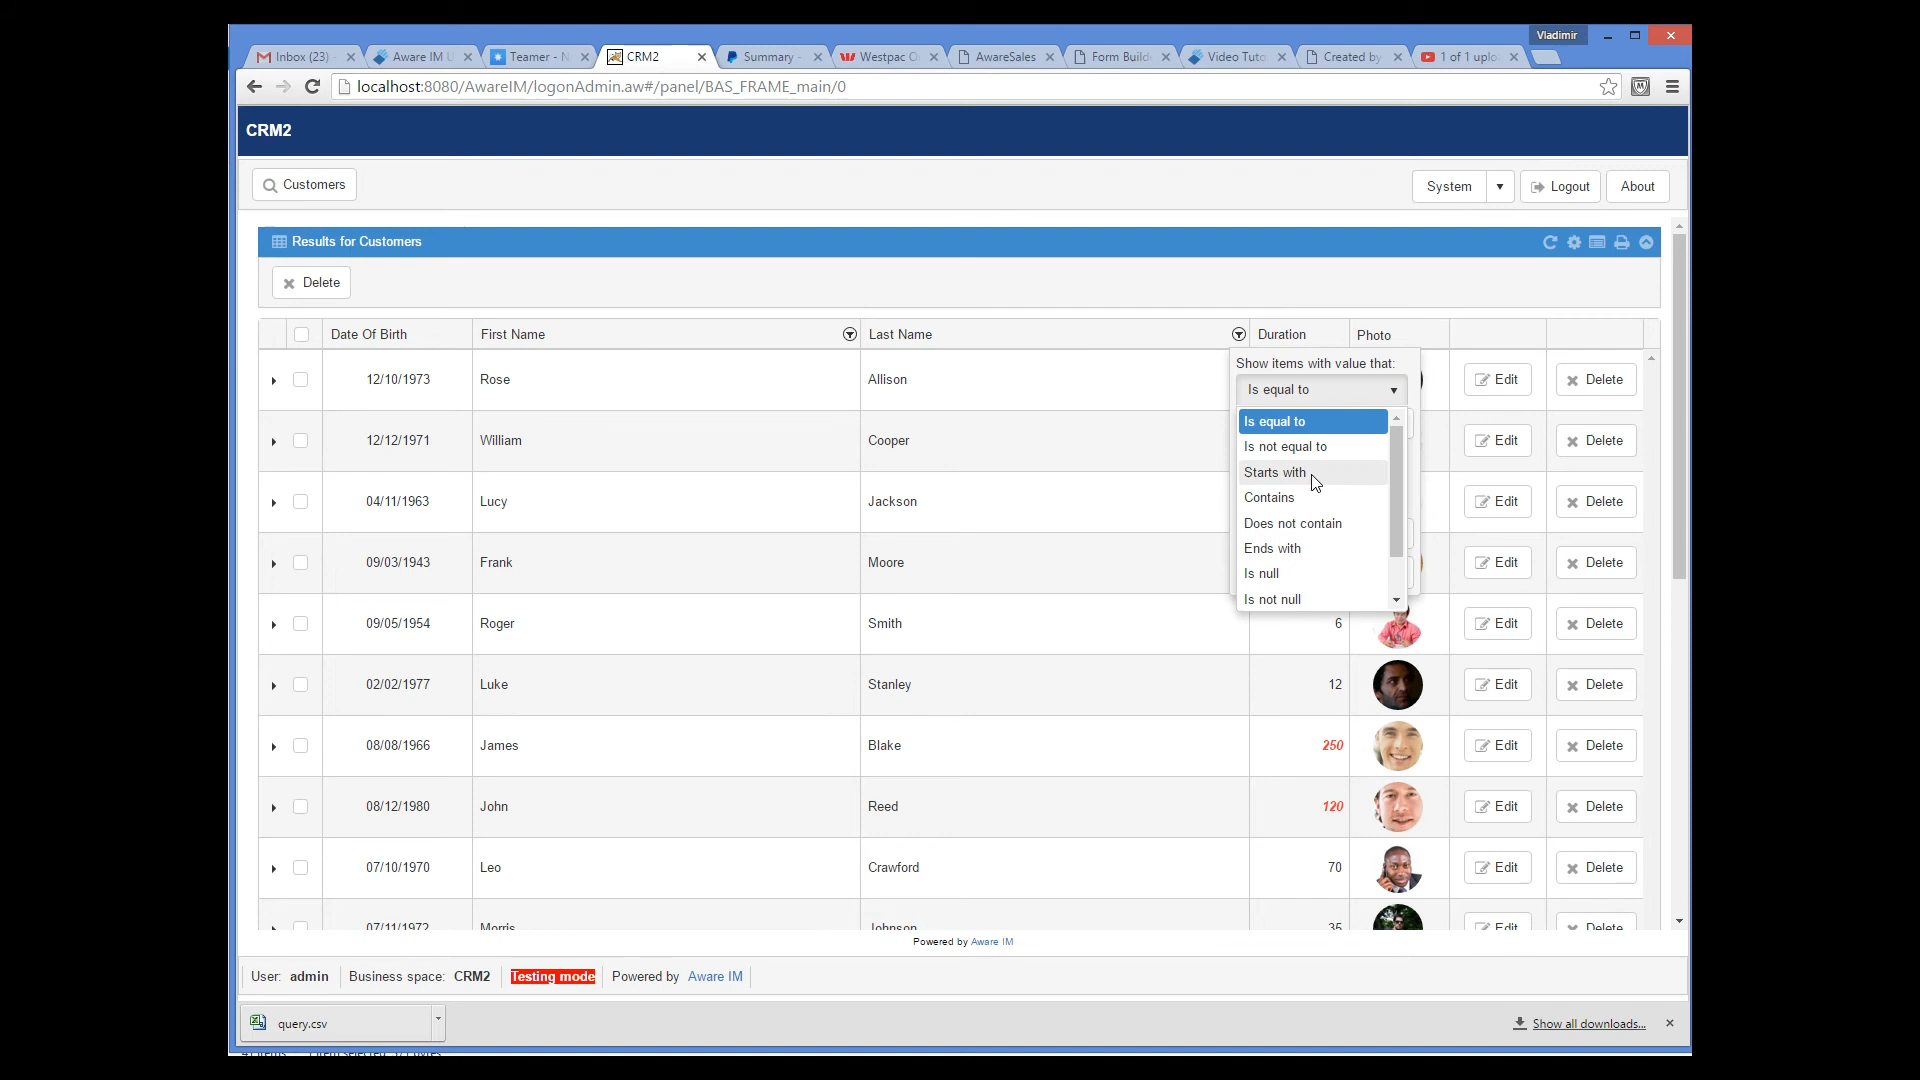 Vladimir
Inbox (23)
Aware IM U
Teamer - N
CRM2
Summary -
Westpac O
AwareSales
Form Build
Video Tuto
Created by
1 of 1 uplo
localhost:8080/AwareIM/logonAdmin.aw#/panel/BAS_FRAME_main/0
CRM2
Customers
System
Logout
About
Results for Customers
Delete
Date Of Birth First Name Last Name Duration Photo
Show items with value that:
Is equal to
Is equal to
Is not equal to
Starts with
Contains
Does not contain
Ends with
Is null
Is not null
12/10/1973 Rose Allison Edit Delete
12/12/1971 William Cooper Edit Delete
04/11/1963 Lucy Jackson Edit Delete
09/03/1943 Frank Moore Edit Delete
09/05/1954 Roger Smith 6 Edit Delete
02/02/1977 Luke Stanley 12 Edit Delete
08/08/1966 James Blake 250 Edit Delete
08/12/1980 John Reed 120 Edit Delete
07/10/1970 Leo Crawford 70 Edit Delete
07/11/1972 Morris Johnson 35 Edit Delete
Powered by Aware IM
User: admin Business space: CRM2 Testing mode Powered by Aware IM
query.csv
Show all downloads...